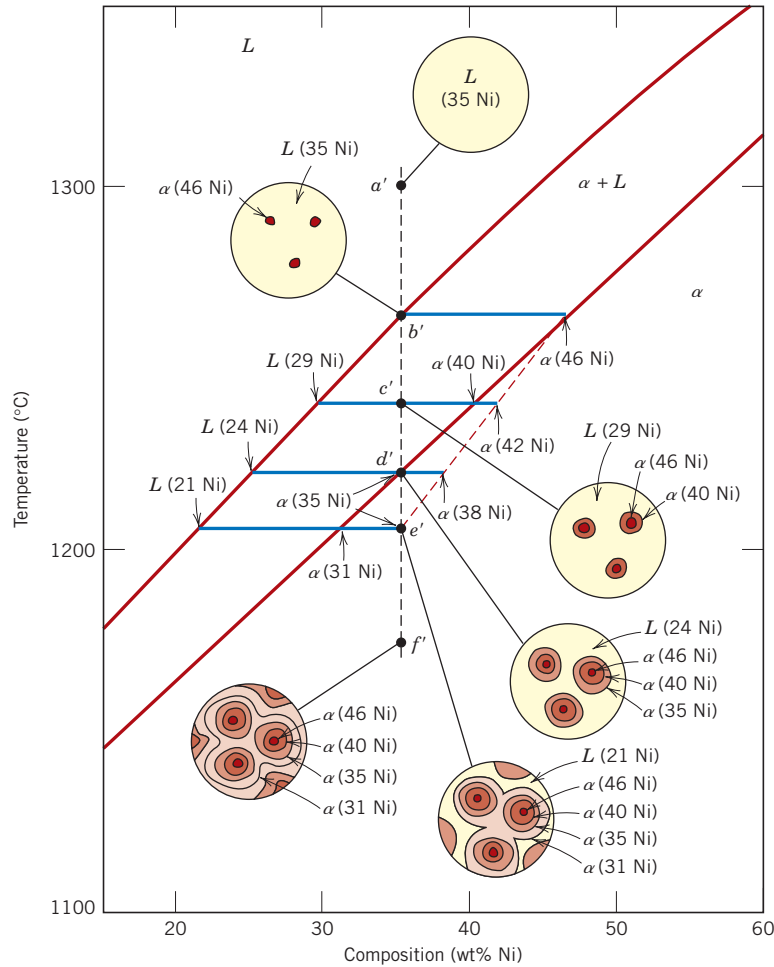 L
L
(35 Ni)
L (35 Ni)
α (46 Ni)
1300
a′
α + L
α
b′
α (46 Ni)
L (29 Ni)
c′
α (40 Ni)
α (42 Ni)
L (24 Ni)
d′
L (29 Ni)
α (46 Ni)
α (40 Ni)
L (21 Ni)
α (35 Ni)
α (38 Ni)
e′
1200
α (31 Ni)
Temperature (°C)
f′
L (24 Ni)
α (46 Ni)
α (40 Ni)
α (35 Ni)
α (46 Ni)
α (40 Ni)
α (35 Ni)
α (31 Ni)
L (21 Ni)
α (46 Ni)
α (40 Ni)
α (35 Ni)
α (31 Ni)
1100
20
30
40
50
60
Composition (wt% Ni)